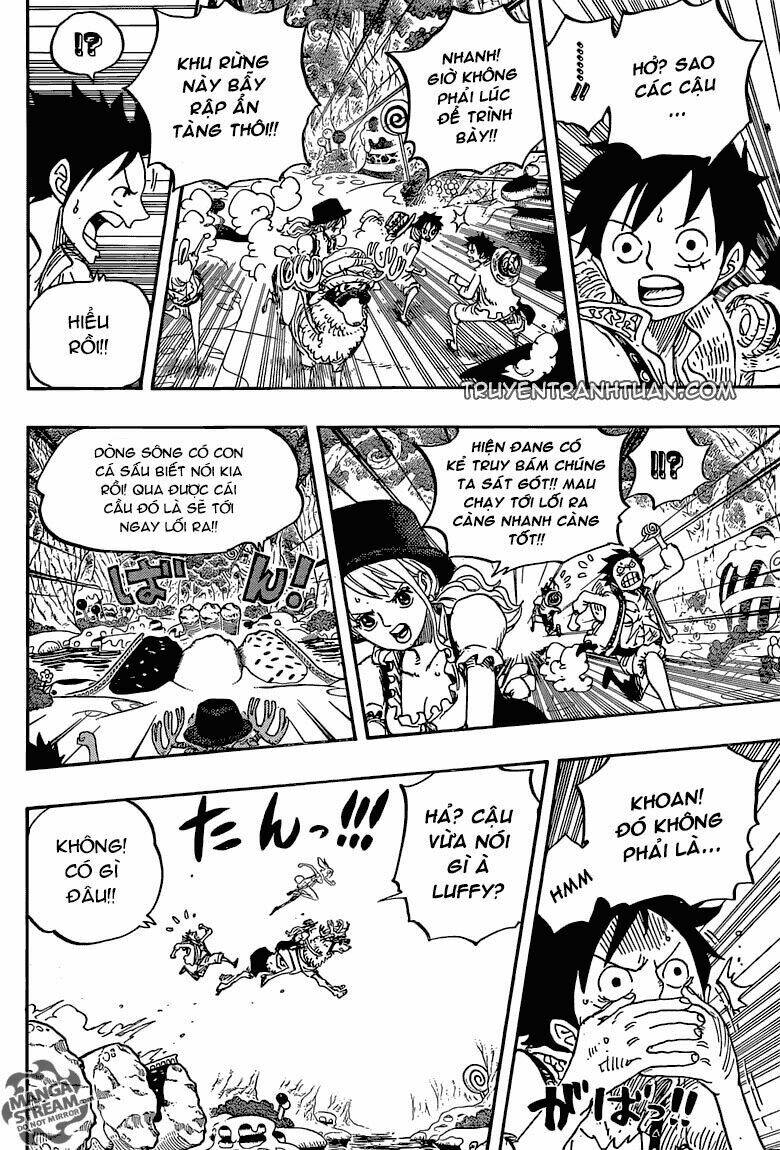 HỞ? SAO
CÁC CẬU
...
!!
NHANH!
GIỜ KHÔNG
PHẢI LÚC
ĐỂ TRÌNH
BÀY!!
KHU RỪNG
NÀY BẪY
RẬP ẨN
TÀNG THÔI!!
!?
HIỂU
RỒI!!
TRUYENTRANHTUAN.COM
!!?
HIỆN ĐANG CÓ
KẺ TRUY BÁM CHÚNG
TA SÁT GÓT!! MAU
CHẠY TỚI LỐI RA
CÀNG NHANH CÀNG
TỐT!!
DÒNG SÔNG CÓ CON
CÁ SẤU BIẾT NÓI KIA
RỒI! QUA ĐƯỢC CÁI
CẦU ĐÓ LÀ SẼ TỚI
NGAY LỐI RA!!
ばん!
KHOAN!
ĐÓ KHÔNG
PHẢI LÀ...
HMM
がばっ!!
HẢ? CẬU
VỪA NÓI
GÌ À
LUFFY?
たんっ!!!
KHÔNG!
CÓ GÌ
ĐÂU!!
MANGA
STREAM
.COM
DO NOT MIRROR